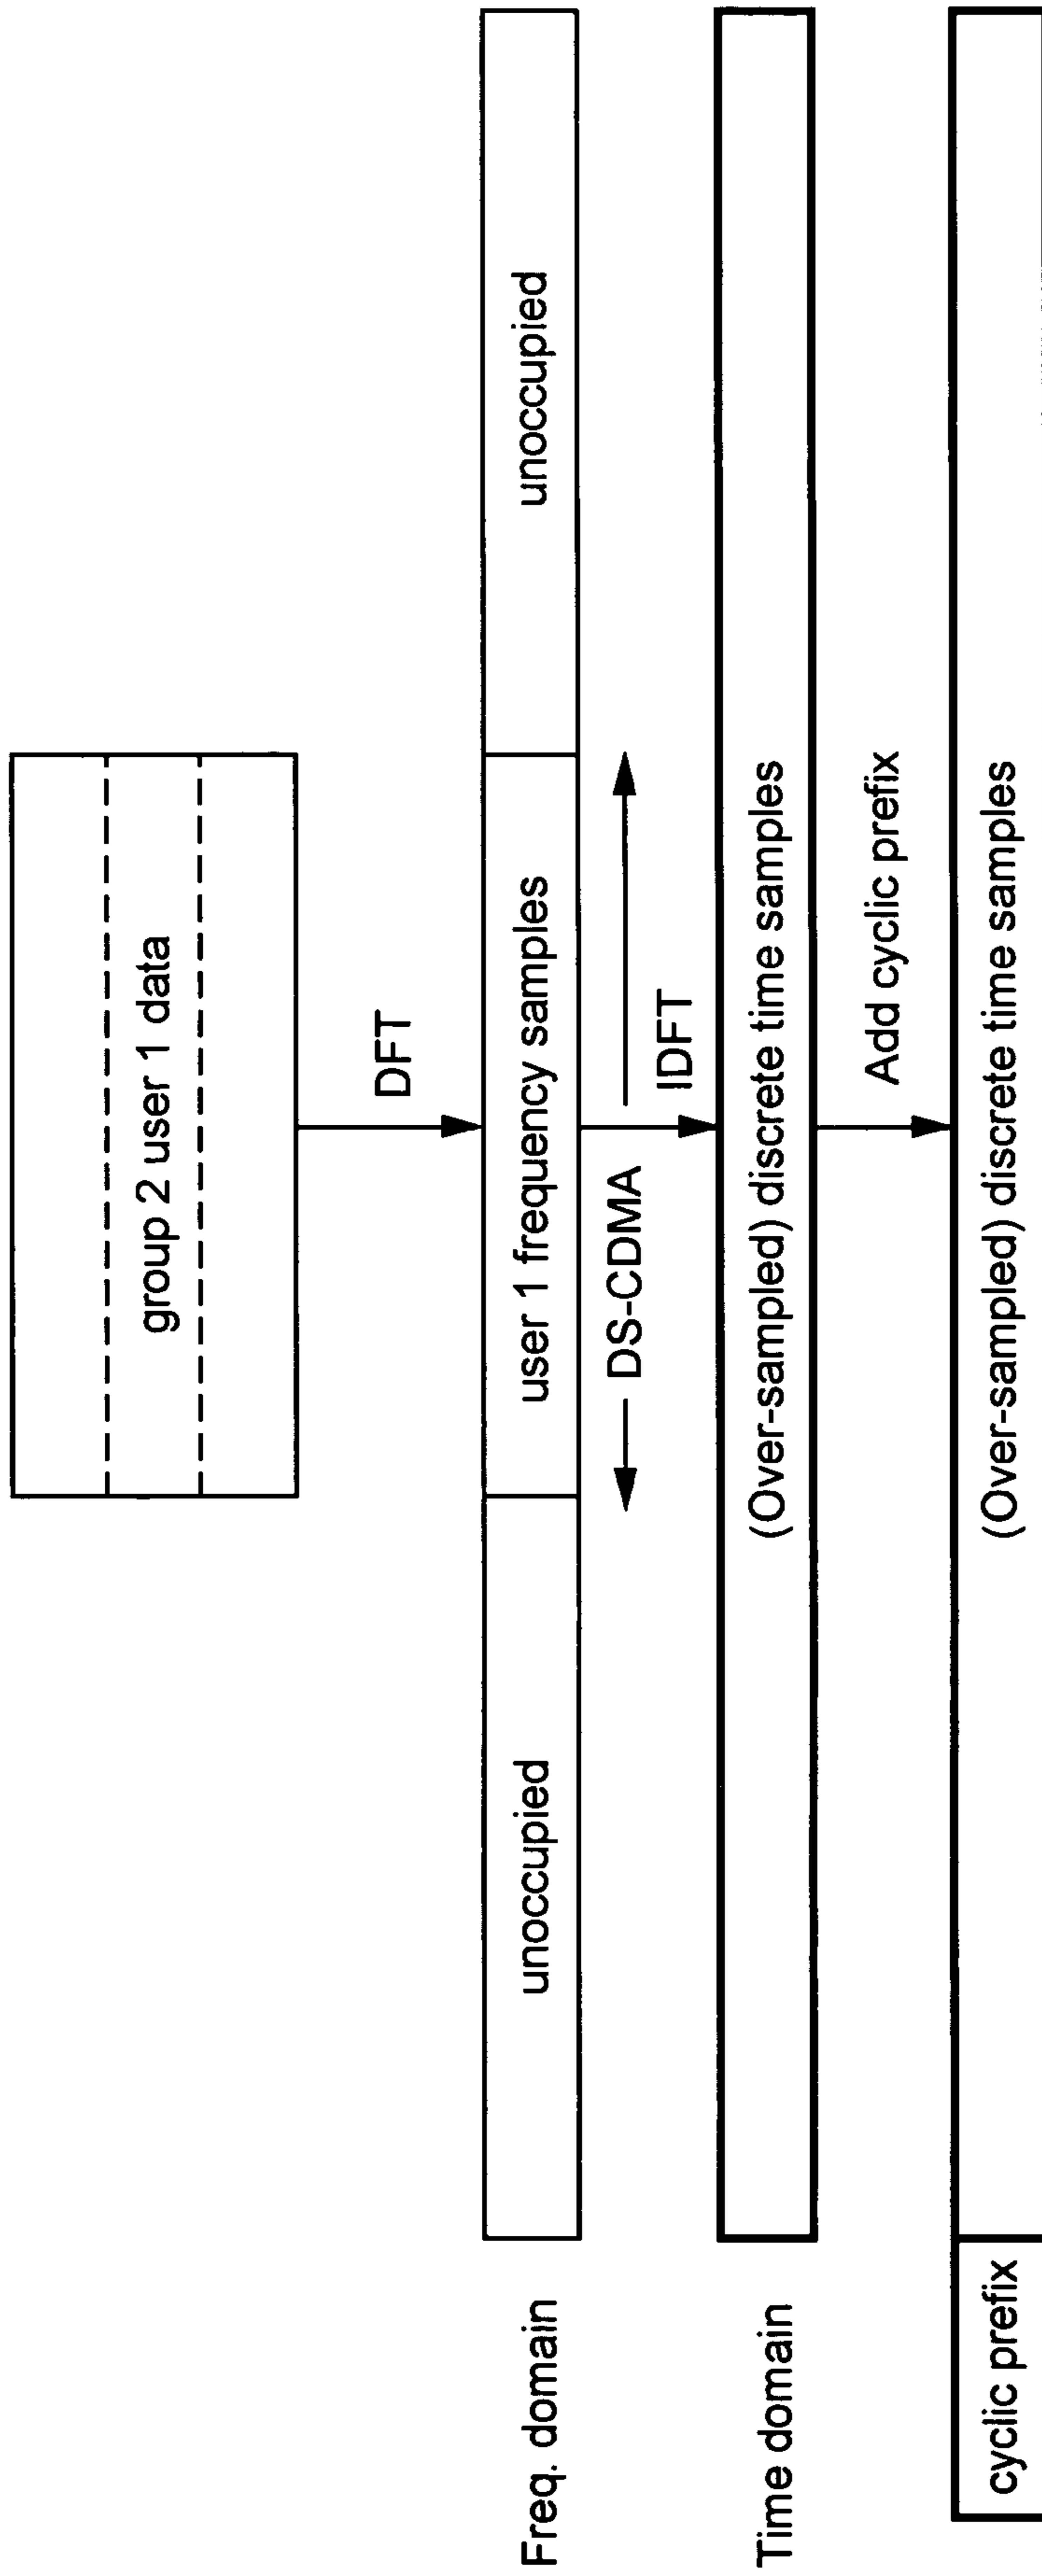 group 2 user 1 data
DFT
Freq. domain
unoccupied
user 1 frequency samples
unoccupied
DS-CDMA
IDFT
Time domain
(Over-sampled) discrete time samples
Add cyclic prefix
cyclic prefix
(Over-sampled) discrete time samples